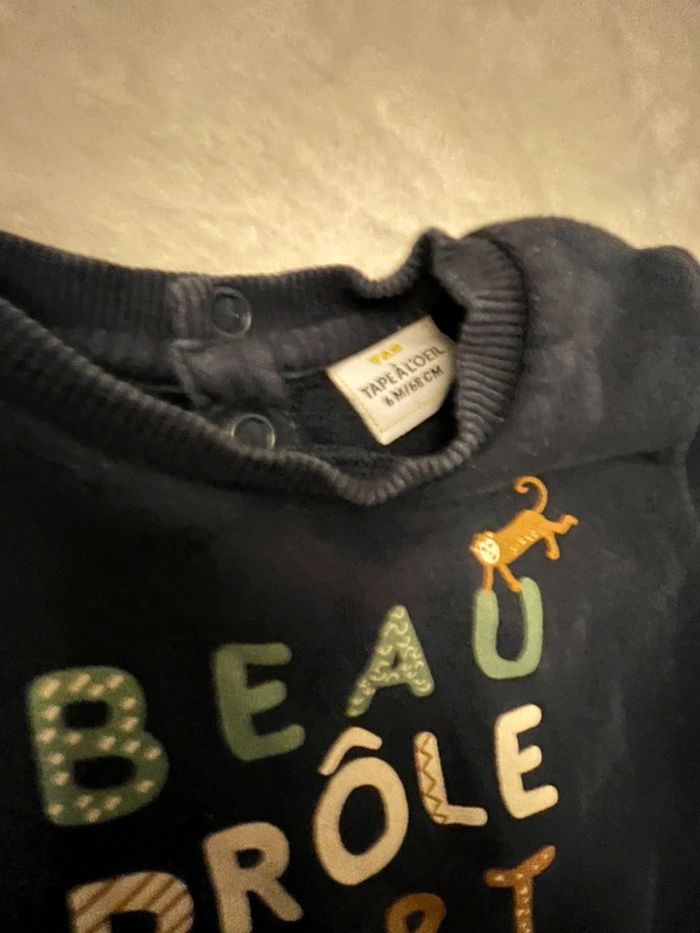 TAPE À L'OEIL
6 M/68 CM
BEAU
DRÔLE